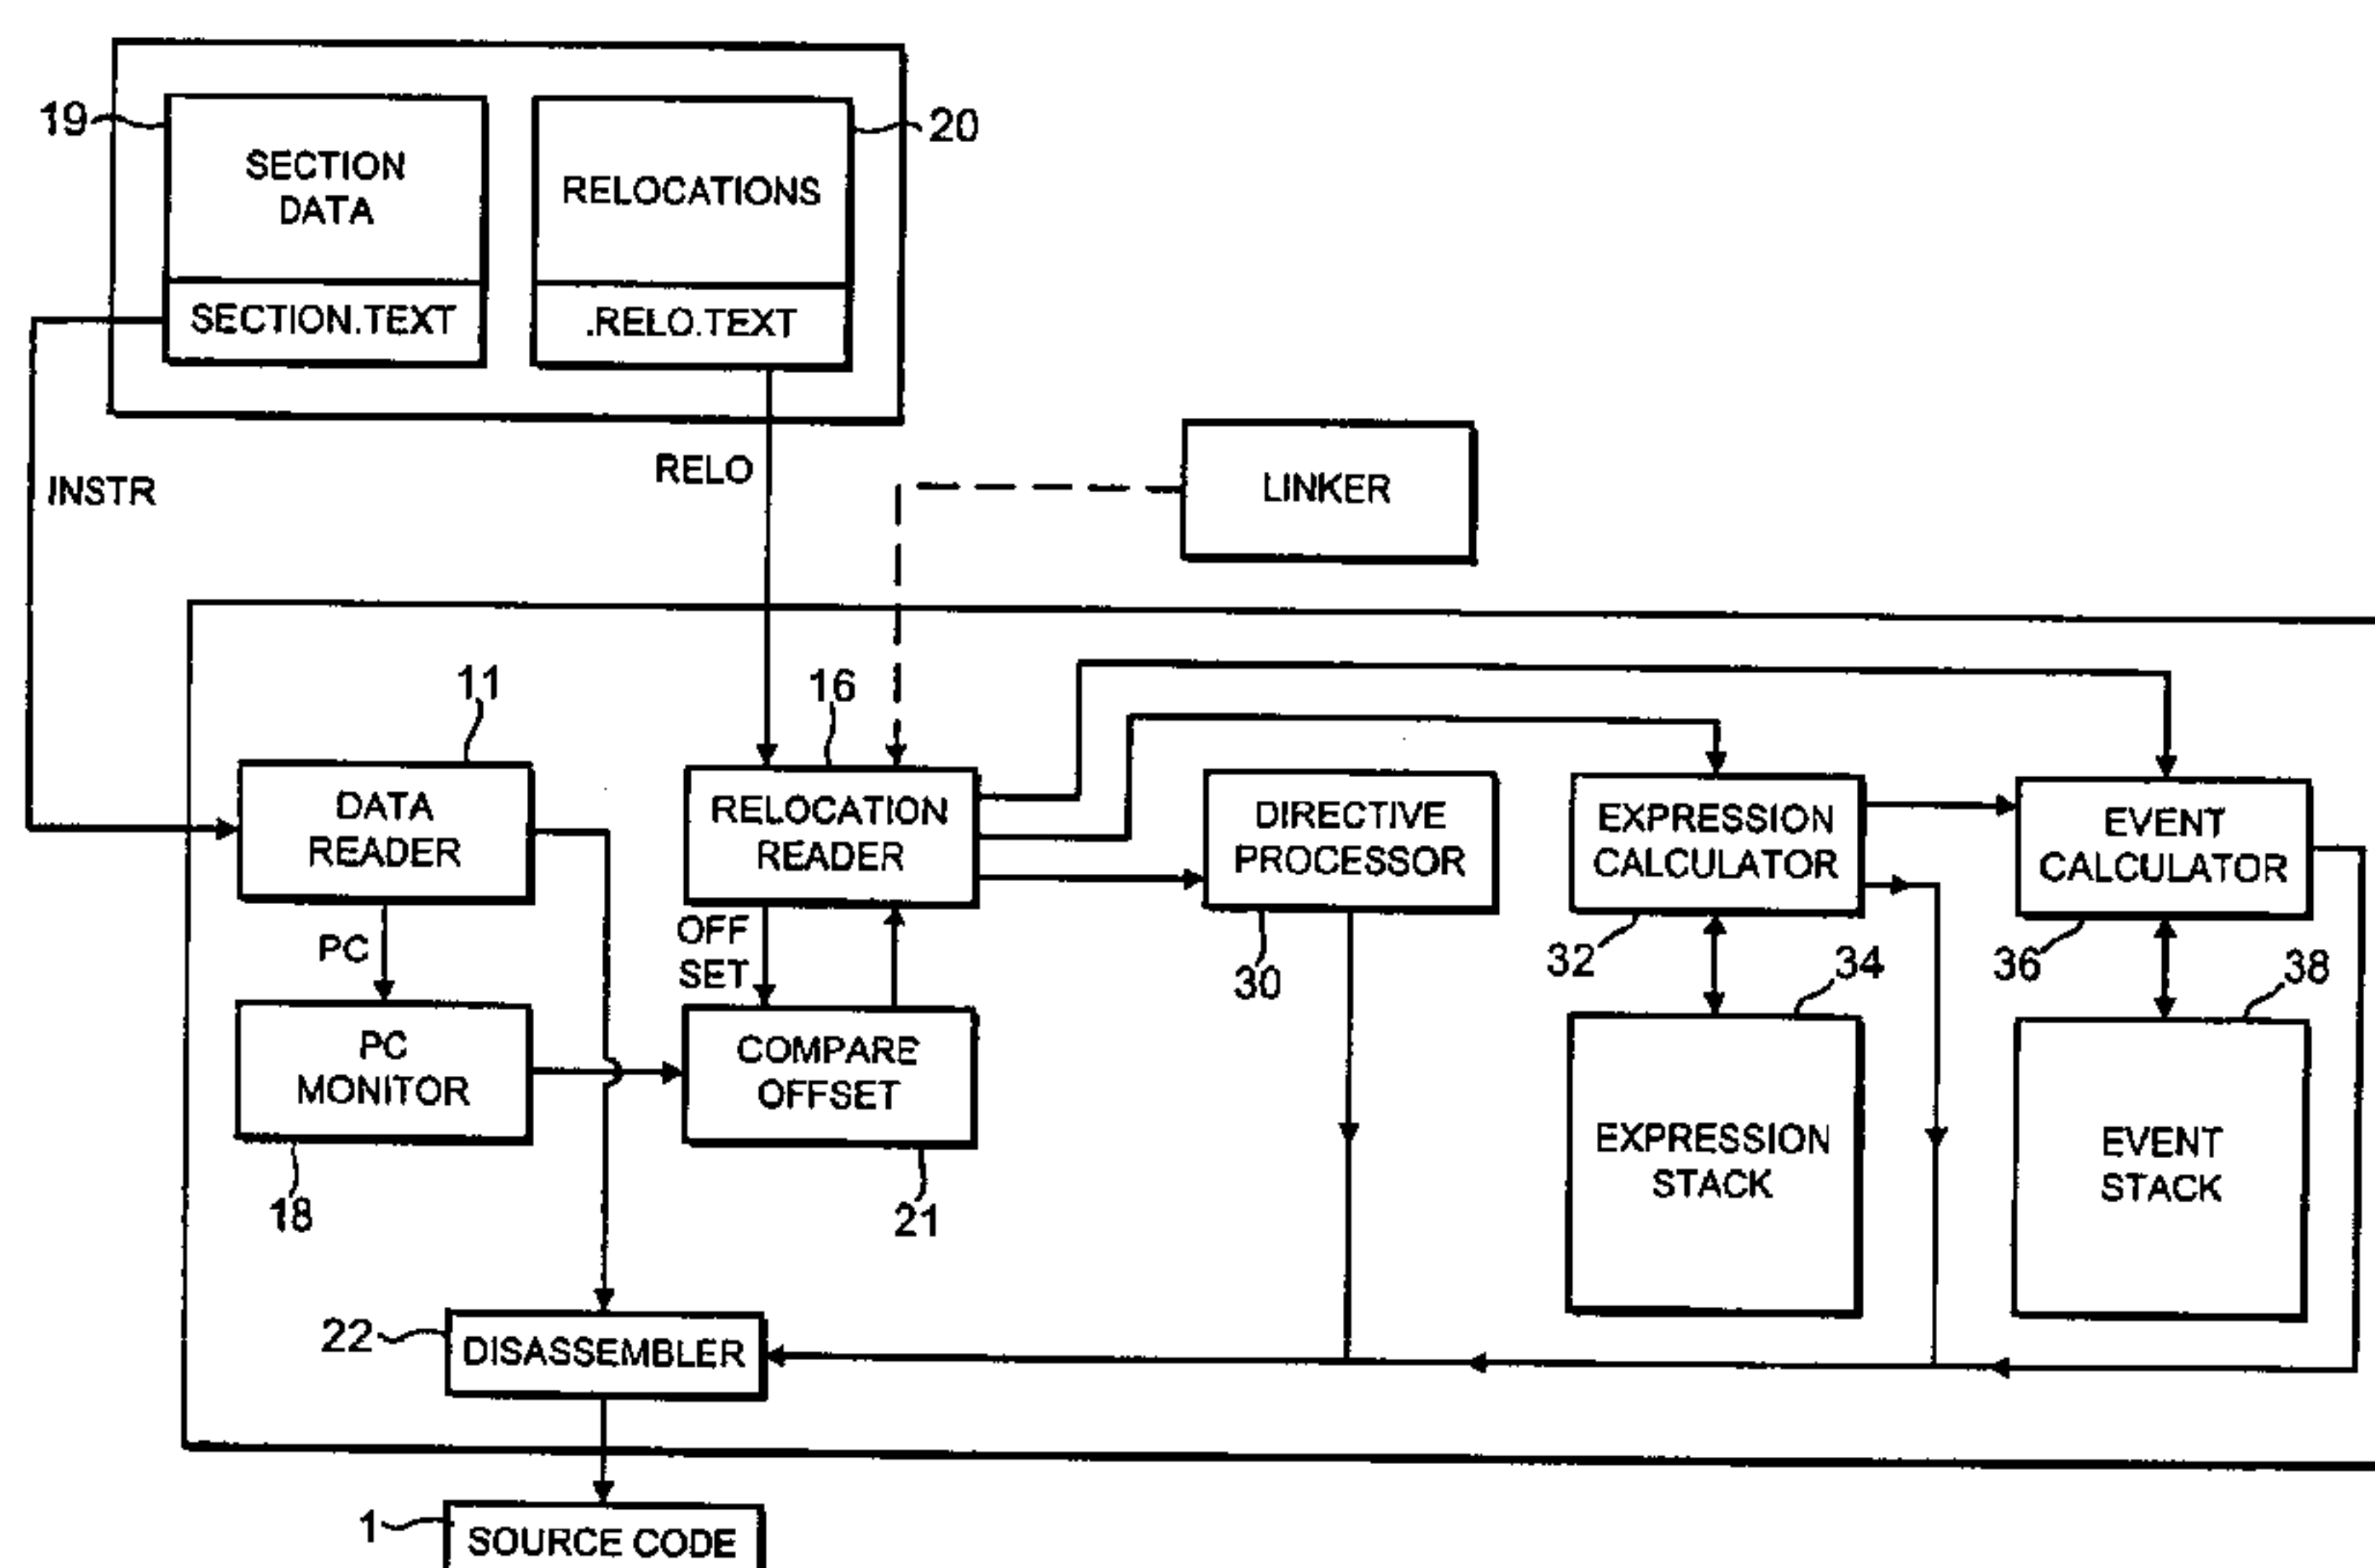 19
SECTION
DATA
SECTION.TEXT
20
RELOCATIONS
.RELO.TEXT
INSTR
RELO
LINKER
11
16
DATA
READER
RELOCATION
READER
DIRECTIVE
PROCESSOR
EXPRESSION
CALCULATOR
EVENT
CALCULATOR
PC
OFF
SET
30
32
34
36
38
PC
MONITOR
COMPARE
OFFSET
EXPRESSION
STACK
EVENT
STACK
18
21
22
DISASSEMBLER
1
SOURCE CODE